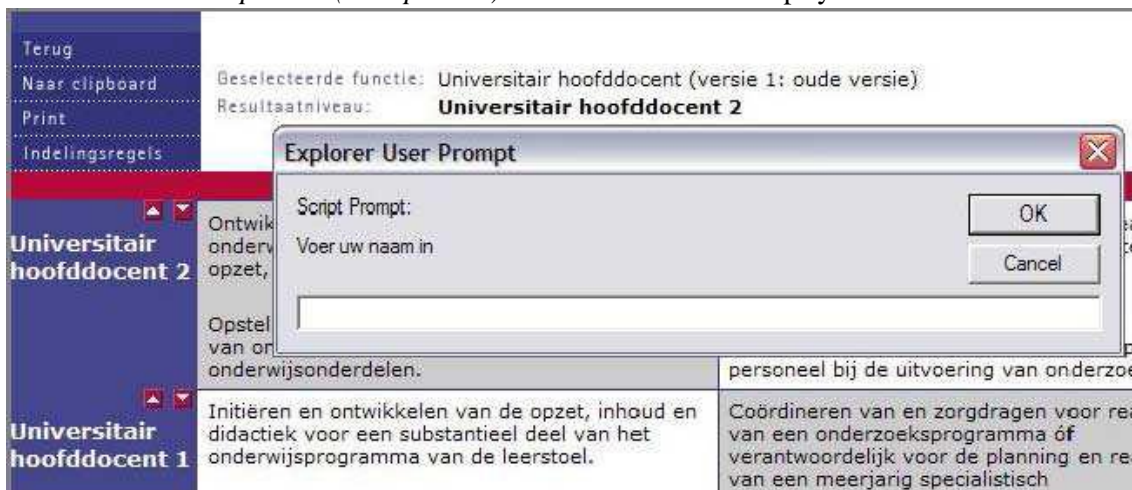 Terug
Naar clipboard
Print
Indelingsregels
Geselecteerde functie: Universitair hoofddocent (versie 1: oude versie)
Resultaatniveau: Universitair hoofddocent 2
Explorer User Prompt
Script Prompt:
Voer uw naam in
OK
Cancel
Universitair
hoofddocent 2
Ontwik
onderw
opzet,
Opstel
van on
onderwijsonderdelen.
personeel bij de uitvoering van onderzoe
Universitair
hoofddocent 1
Initiëren en ontwikkelen van de opzet, inhoud en
didactiek voor een substantieel deel van het
onderwijsprogramma van de leerstoel.
Coördineren van en zorgdragen voor rea
van een onderzoeksprogramma óf
verantwoordelijk voor de planning en rea
van een meerjarig specialistisch